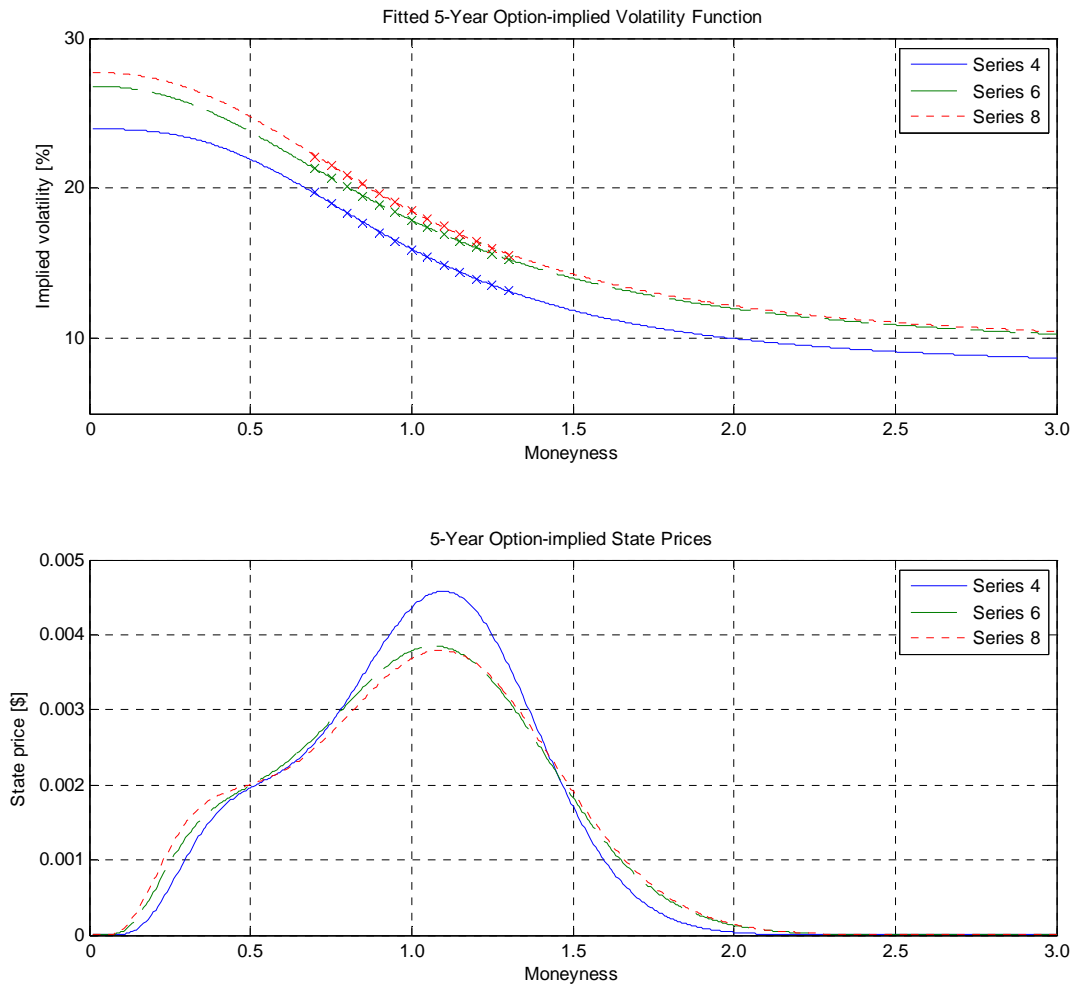 Fitted 5-Year Option-implied Volatility Function
30
20
10
Implied volatility [%]
Series 4
Series 6
Series 8
0 0.5 1.0 1.5 2.0 2.5 3.0
Moneyness
5-Year Option-implied State Prices
0.005
0.004
0.003
0.002
0.001
0
State price [$]
Series 4
Series 6
Series 8
0 0.5 1.0 1.5 2.0 2.5 3.0
Moneyness